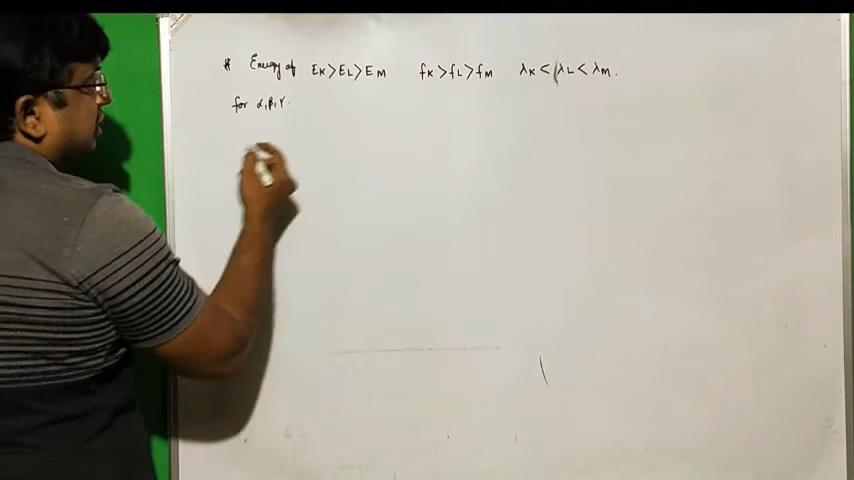 # Energy of EK>EL>EM fK>fL>fM λK<λL<λM.
for α,β,γ.